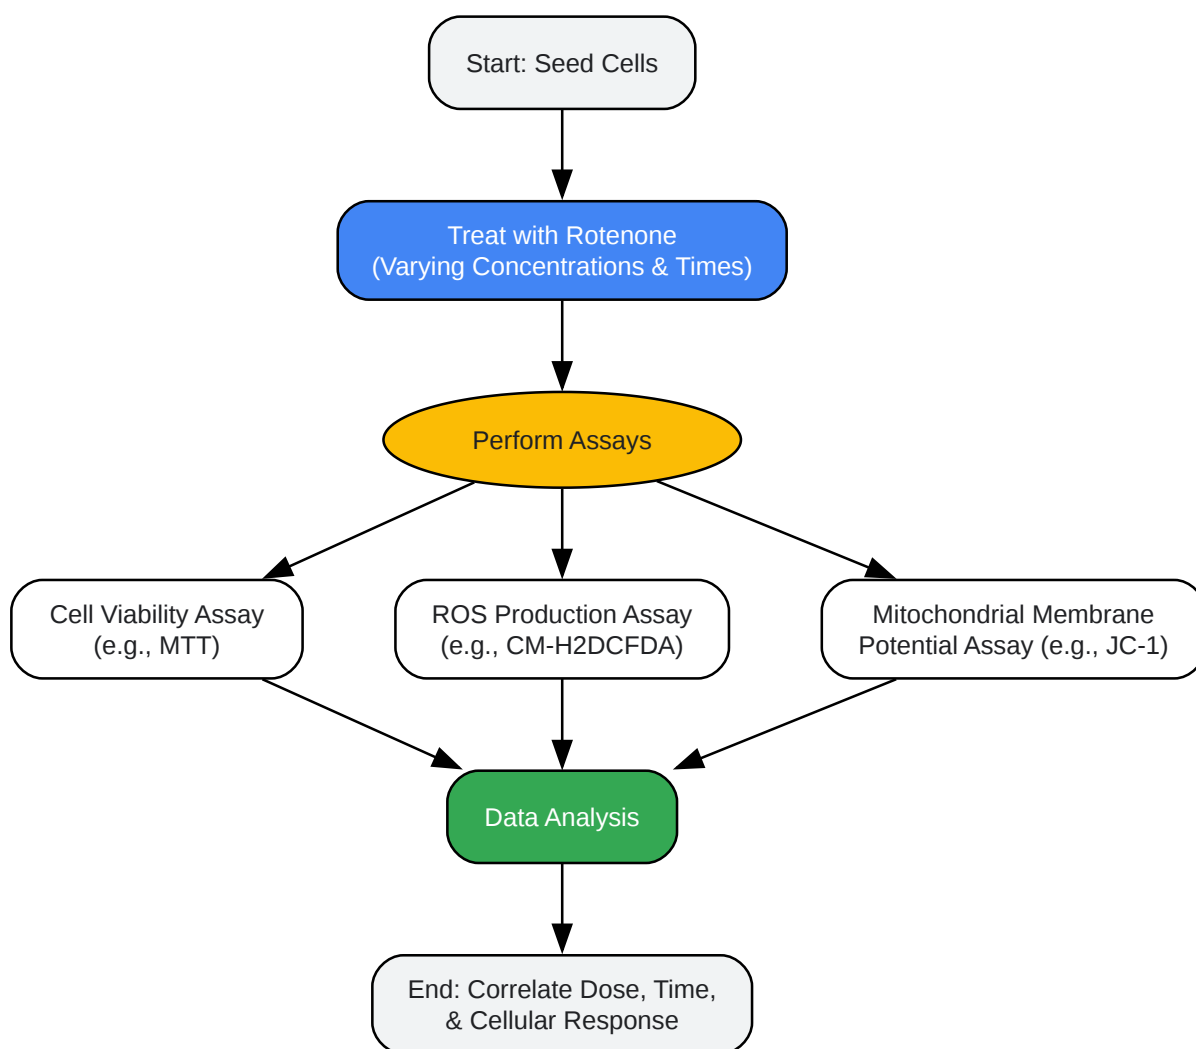 Start: Seed Cells
Treat with Rotenone
(Varying Concentrations & Times)
Perform Assays
Cell Viability Assay
(e.g., MTT)
ROS Production Assay
(e.g., CM-H2DCFDA)
Mitochondrial Membrane
Potential Assay (e.g., JC-1)
Data Analysis
End: Correlate Dose, Time,
& Cellular Response